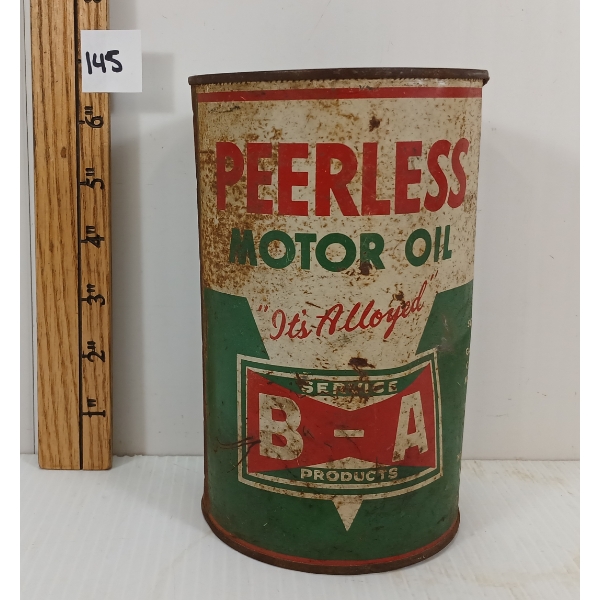 145
6"
5"
4"
3"
2"
1"
PEERLESS
MOTOR OIL
"It's Alloyed"
SERVICE
B-A
PRODUCTS